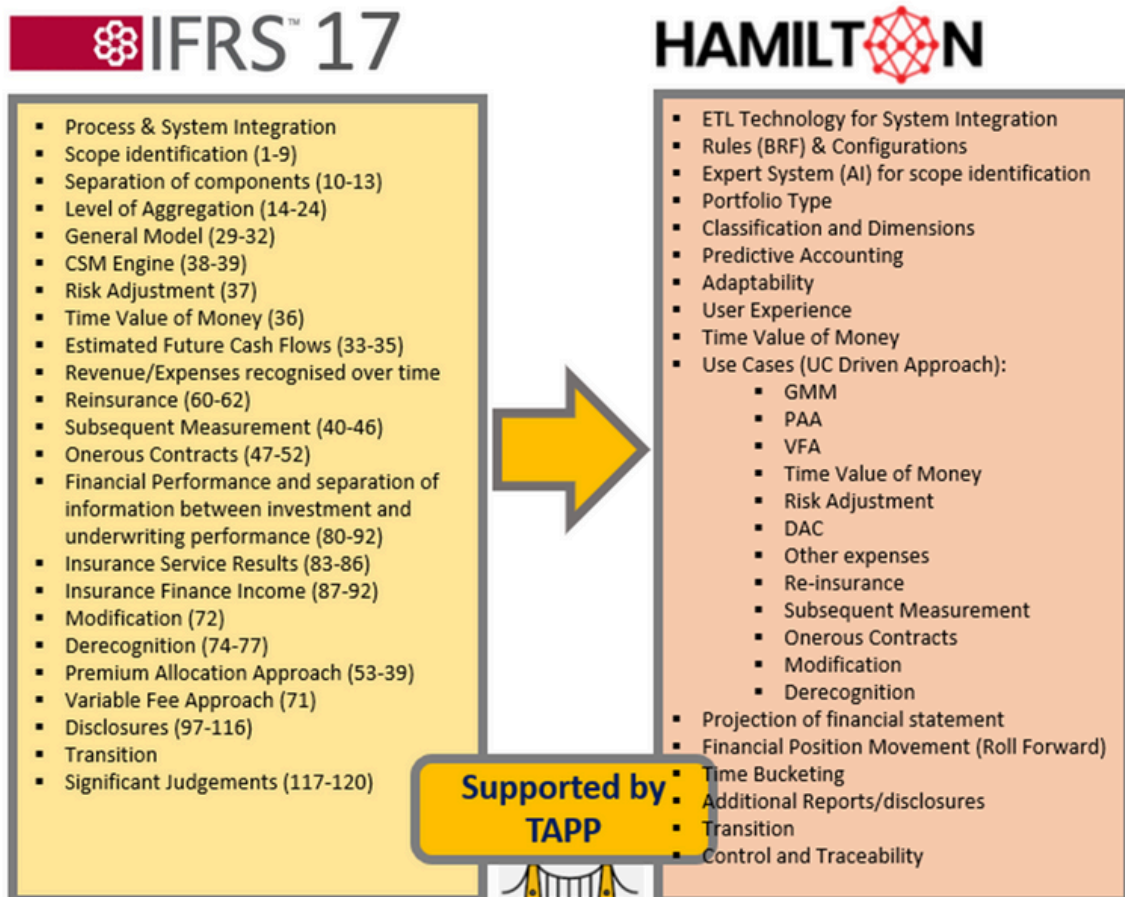 IFRS™ 17
▪ Process & System Integration
▪ Scope identification (1-9)
▪ Separation of components (10-13)
▪ Level of Aggregation (14-24)
▪ General Model (29-32)
▪ CSM Engine (38-39)
▪ Risk Adjustment (37)
▪ Time Value of Money (36)
▪ Estimated Future Cash Flows (33-35)
▪ Revenue/Expenses recognised over time
▪ Reinsurance (60-62)
▪ Subsequent Measurement (40-46)
▪ Onerous Contracts (47-52)
▪ Financial Performance and separation of
information between investment and
underwriting performance (80-92)
▪ Insurance Service Results (83-86)
▪ Insurance Finance Income (87-92)
▪ Modification (72)
▪ Derecognition (74-77)
▪ Premium Allocation Approach (53-39)
▪ Variable Fee Approach (71)
▪ Disclosures (97-116)
▪ Transition
▪ Significant Judgements (117-120)
Supported by
TAPP
HAMILTON
▪ ETL Technology for System Integration
▪ Rules (BRF) & Configurations
▪ Expert System (AI) for scope identification
▪ Portfolio Type
▪ Classification and Dimensions
▪ Predictive Accounting
▪ Adaptability
▪ User Experience
▪ Time Value of Money
▪ Use Cases (UC Driven Approach):
▪ GMM
▪ PAA
▪ VFA
▪ Time Value of Money
▪ Risk Adjustment
▪ DAC
▪ Other expenses
▪ Re-insurance
▪ Subsequent Measurement
▪ Onerous Contracts
▪ Modification
▪ Derecognition
▪ Projection of financial statement
▪ Financial Position Movement (Roll Forward)
▪ Time Bucketing
▪ Additional Reports/disclosures
▪ Transition
▪ Control and Traceability